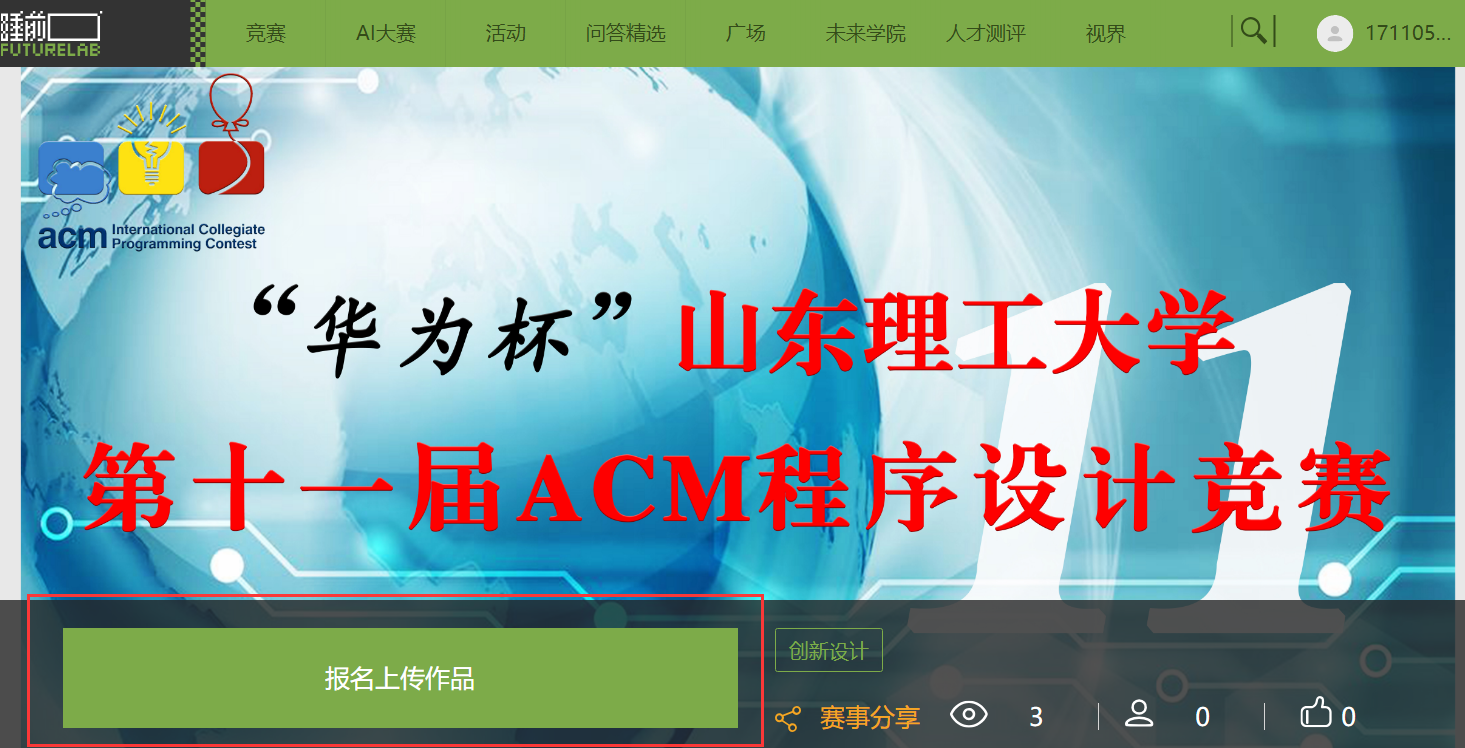 睡前
FUTURELAB
竞赛
AI大赛
活动
问答精选
广场
未来学院
人才测评
视界
171105...
acm International Collegiate
Programming Contest
“华为杯”山东理工大学
11
第十一届ACM程序设计竞赛
报名上传作品
创新设计
赛事分享
3
0
0